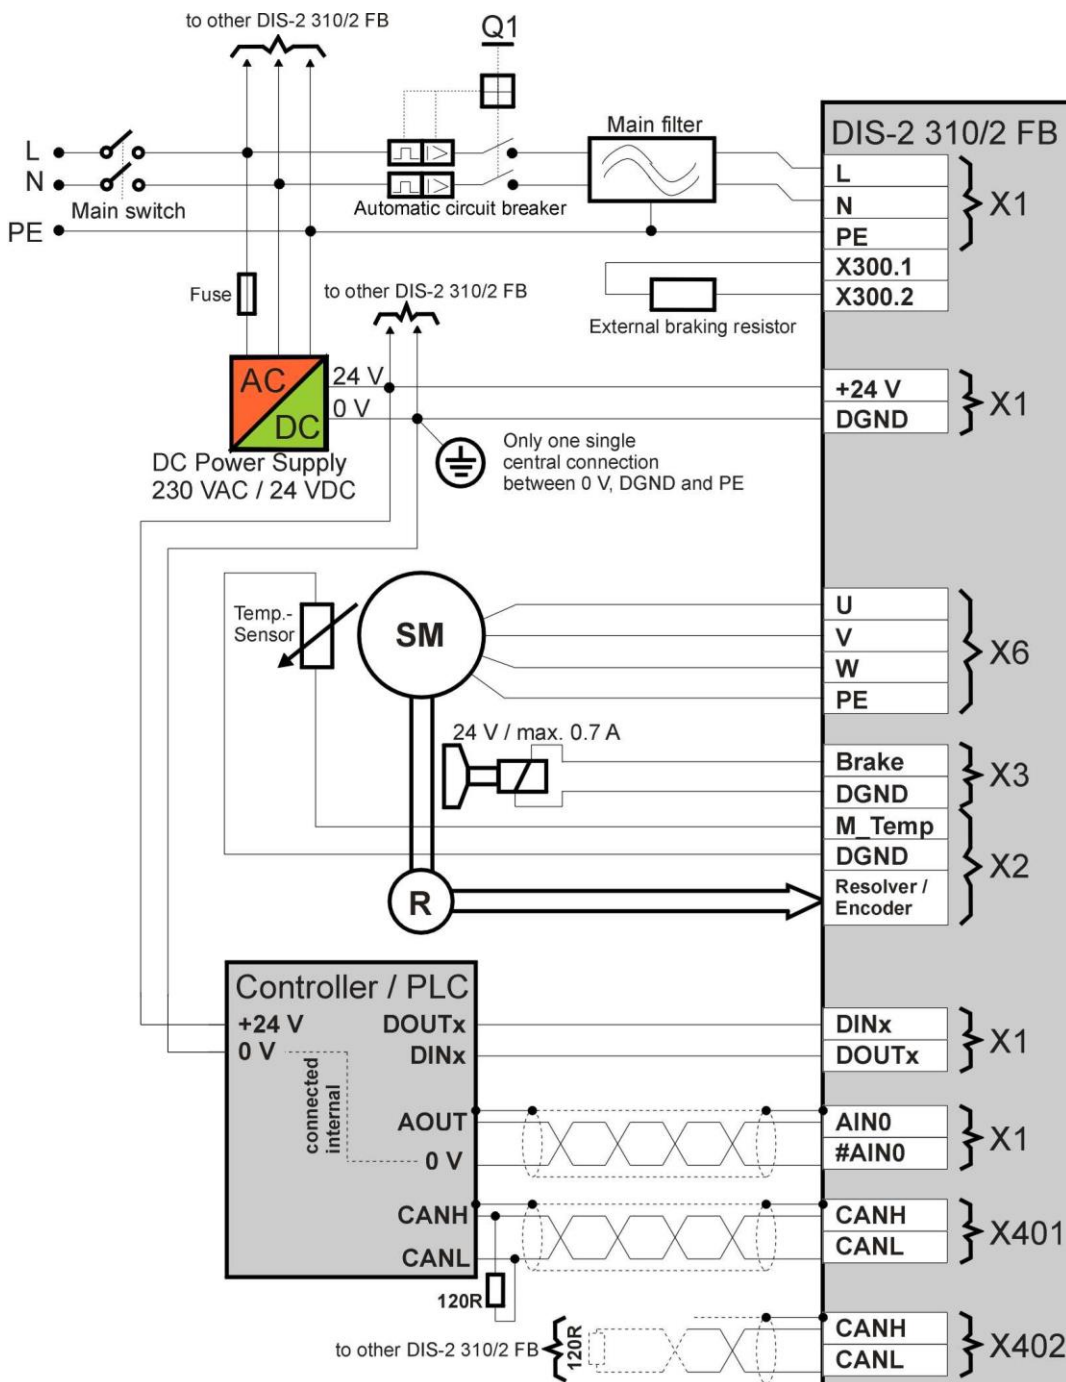 to other DIS-2 310/2 FB
Q1
DIS-2 310/2 FB
L
N
PE
Main switch
Automatic circuit breaker
Main filter
L
N
PE
X1
X300.1
X300.2
External braking resistor
Fuse
to other DIS-2 310/2 FB
AC
DC
24 V
0 V
DC Power Supply
230 VAC / 24 VDC
Only one single
central connection
between 0 V, DGND and PE
+24 V
DGND
X1
Temp.-
Sensor
SM
U
V
W
PE
X6
24 V / max. 0.7 A
Brake
DGND
X3
M_Temp
DGND
Resolver /
Encoder
X2
R
Controller / PLC
+24 V
0 V
connected
internal
DOUTx
DINx
AOUT
0 V
CANH
CANL
120R
DINx
DOUTx
X1
AIN0
#AIN0
X1
CANH
CANL
X401
to other DIS-2 310/2 FB
120R
CANH
CANL
X402